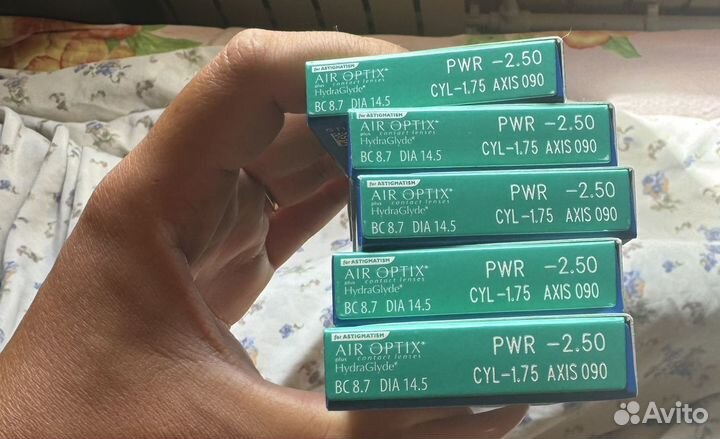 for ASTIGMATISM
AIR OPTIX® PWR -2.50
plus contact lenses
HydraGlyde® CYL-1.75 AXIS 090
BC 8.7 DIA 14.5
AIR OPTIX® PWR -2.50
plus contact lenses
HydraGlyde® CYL-1.75 AXIS 090
BC 8.7 DIA 14.5
for ASTIGMATISM
AIR OPTIX® PWR -2.50
plus contact lenses
HydraGlyde® CYL-1.75 AXIS 090
BC 8.7 DIA 14.5
for ASTIGMATISM
AIR OPTIX® PWR -2.50
plus contact lenses
HydraGlyde® CYL-1.75 AXIS 090
BC 8.7 DIA 14.5
for ASTIGMATISM
AIR OPTIX® PWR -2.50
plus contact lenses
HydraGlyde® CYL-1.75 AXIS 090
BC 8.7 DIA 14.5
Avito